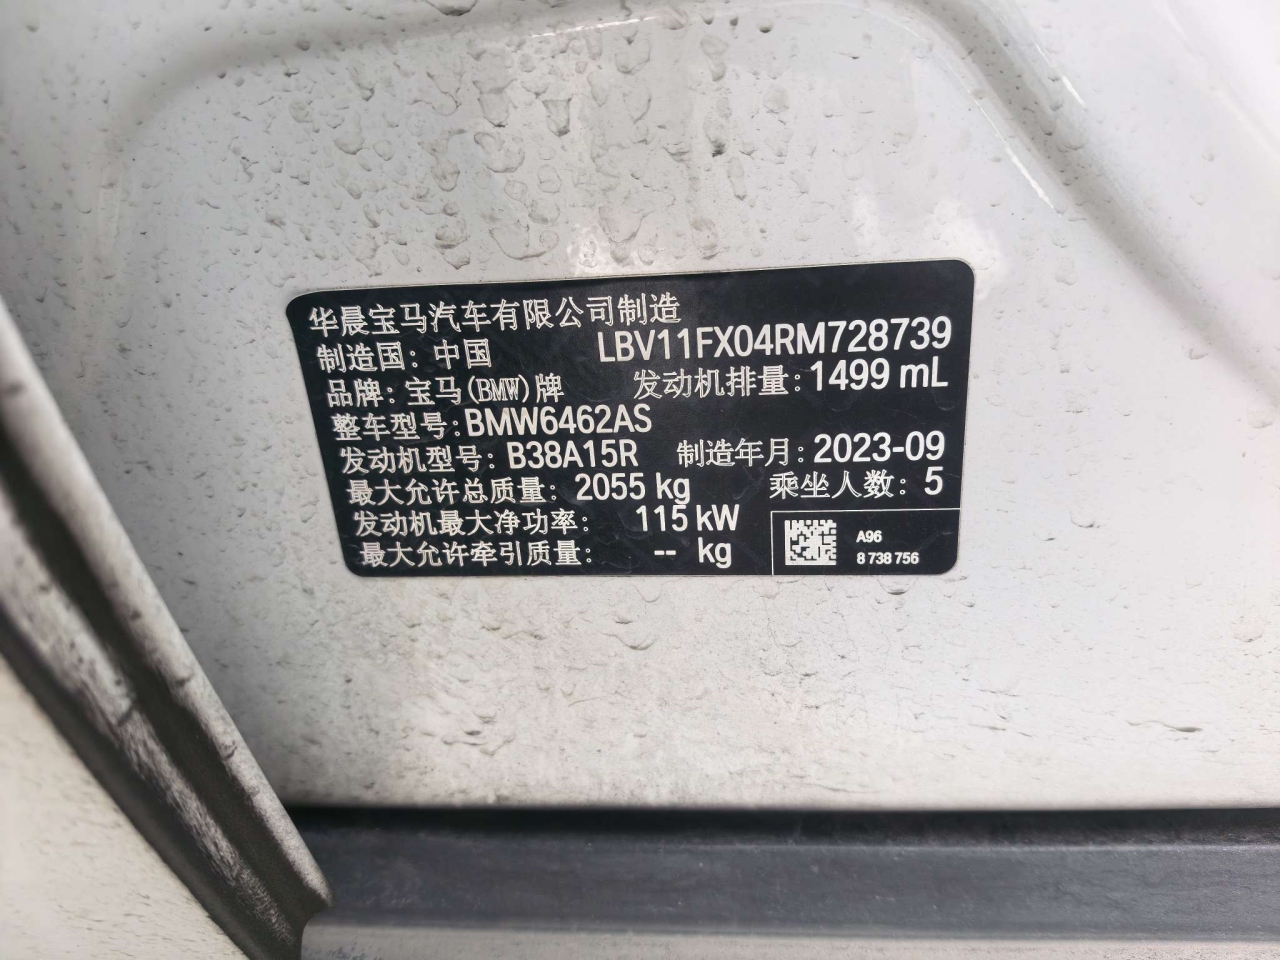 华晨宝马汽车有限公司制造
制造国：中国 LBV11FX04RM728739
品牌：宝马(BMW)牌 发动机排量：1499 mL
整车型号：BMW6462AS
发动机型号：B38A15R 制造年月：2023-09
最大允许总质量：2055 kg 乘坐人数：5
发动机最大净功率：115 kW
最大允许牵引质量：-- kg
A96
8 738 756